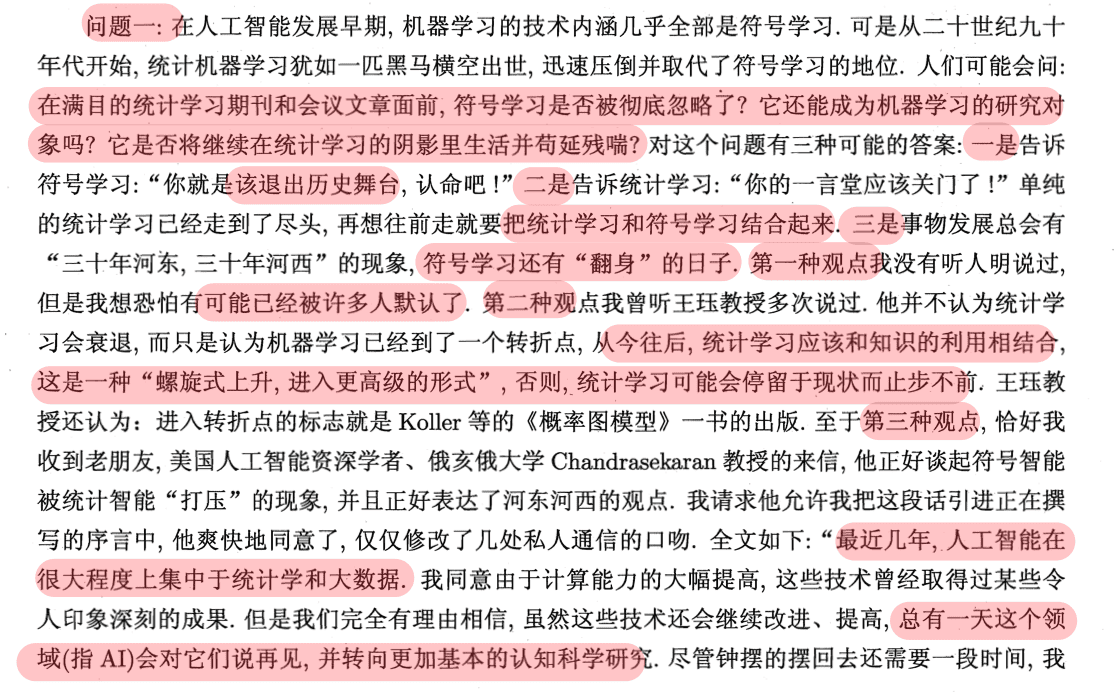 问题一: 在人工智能发展早期, 机器学习的技术内涵几乎全部是符号学习. 可是从二十世纪九十
年代开始, 统计机器学习犹如一匹黑马横空出世, 迅速压倒并取代了符号学习的地位. 人们可能会问:
在满目的统计学习期刊和会议文章面前, 符号学习是否被彻底忽略了? 它还能成为机器学习的研究对
象吗? 它是否将继续在统计学习的阴影里生活并苟延残喘? 对这个问题有三种可能的答案: 一是告诉
符号学习: “你就是该退出历史舞台, 认命吧!” 二是告诉统计学习: “你的一言堂应该关门了!” 单纯
的统计学习已经走到了尽头, 再想往前走就要把统计学习和符号学习结合起来. 三是事物发展总会有
“三十年河东, 三十年河西” 的现象, 符号学习还有 “翻身” 的日子. 第一种观点我没有听人明说过,
但是我想恐怕有可能已经被许多人默认了. 第二种观点我曾听王珏教授多次说过. 他并不认为统计学
习会衰退, 而只是认为机器学习已经到了一个转折点, 从今往后, 统计学习应该和知识的利用相结合,
这是一种 “螺旋式上升, 进入更高级的形式” , 否则, 统计学习可能会停留于现状而止步不前. 王珏教
授还认为: 进入转折点的标志就是 Koller 等的《概率图模型》一书的出版. 至于第三种观点, 恰好我
收到老朋友, 美国人工智能资深学者、俄亥俄大学 Chandrasekaran 教授的来信, 他正好谈起符号智能
被统计智能 “打压” 的现象, 并且正好表达了河东河西的观点. 我请求他允许我把这段话引进正在撰
写的序言中, 他爽快地同意了, 仅仅修改了几处私人通信的口吻. 全文如下: “最近几年, 人工智能在
很大程度上集中于统计学和大数据. 我同意由于计算能力的大幅提高, 这些技术曾经取得过某些令
人印象深刻的成果. 但是我们完全有理由相信, 虽然这些技术还会继续改进、提高, 总有一天这个领
域(指 AI)会对它们说再见, 并转向更加基本的认知科学研究. 尽管钟摆的摆回去还需要一段时间, 我